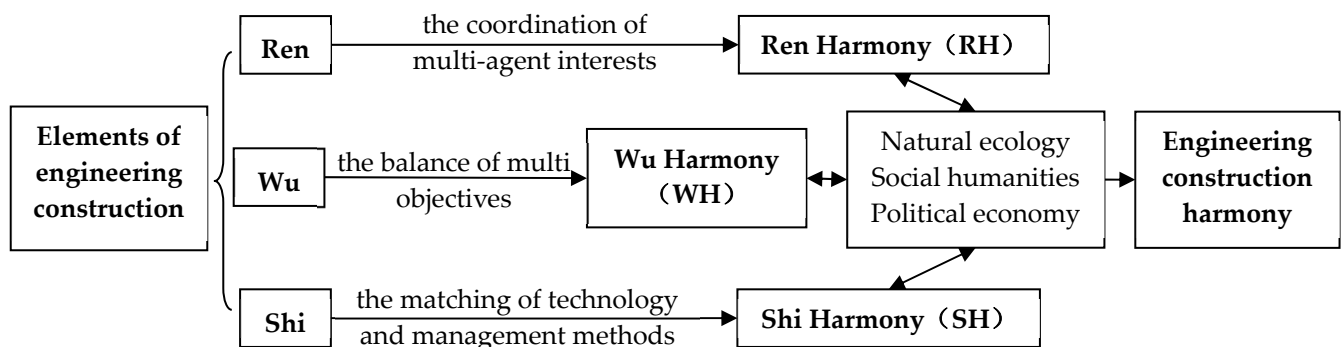 Elements of
engineering
construction
Ren
the coordination of
multi-agent interests
Ren Harmony（RH）
Wu
the balance of multi
objectives
Wu Harmony
（WH）
Shi
the matching of technology
and management methods
Shi Harmony（SH）
Natural ecology
Social humanities
Political economy
Engineering
construction
harmony